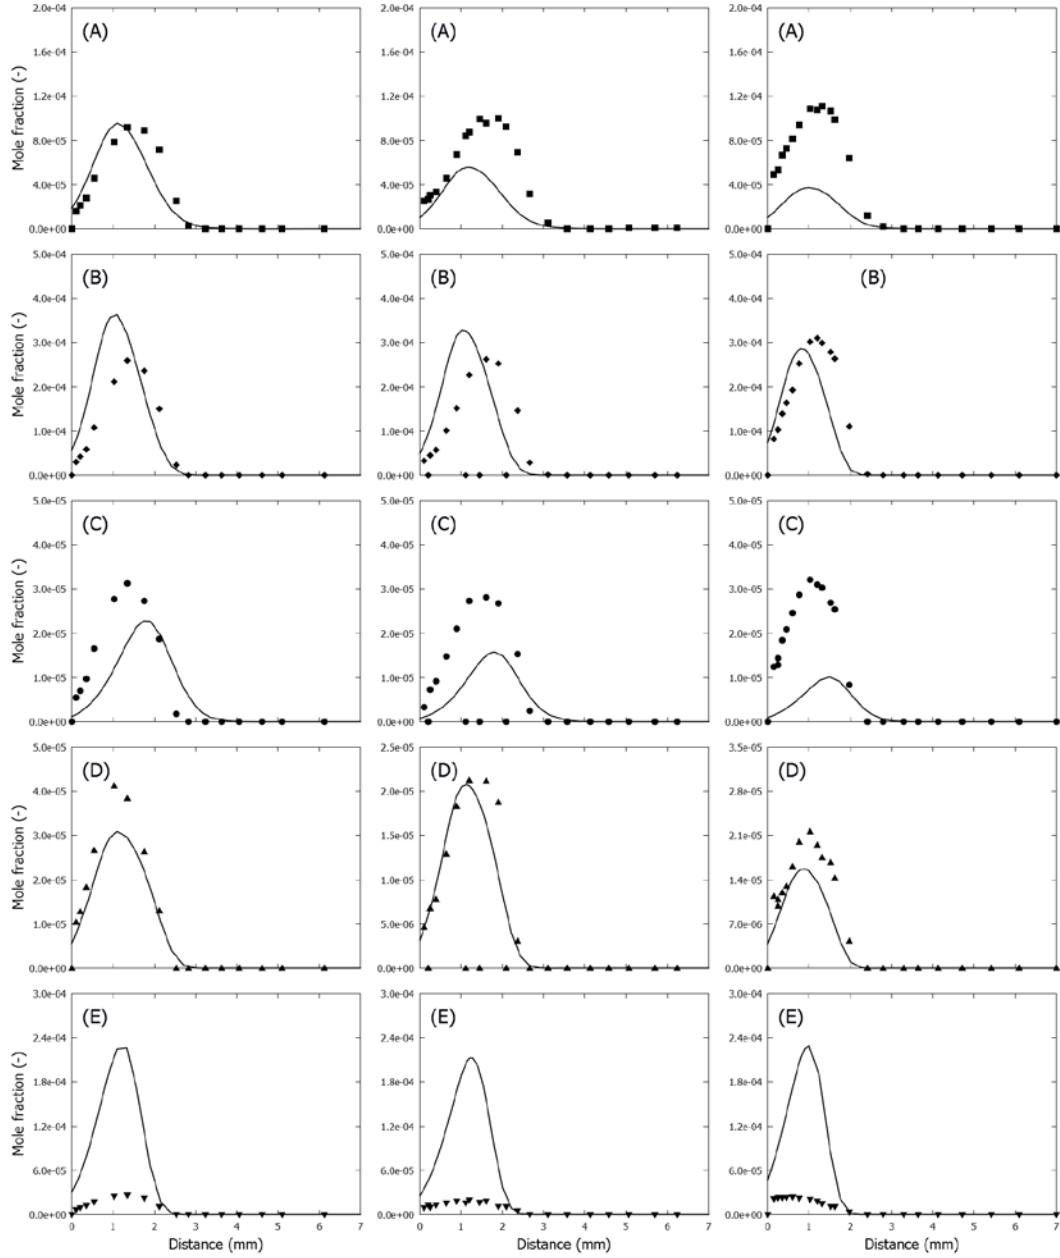 2.0e-04 2.0e-04 2.0e-04
(A) (A) (A)
1.6e-04 1.6e-04 1.6e-04
Mole fraction (-)
1.2e-04 1.2e-04 1.2e-04
8.0e-05 8.0e-05 8.0e-05
4.0e-05 4.0e-05 4.0e-05
0.0e+00 0.0e+00 0.0e+00
5.0e-04 5.0e-04 5.0e-04
(B) (B) (B)
4.0e-04 4.0e-04 4.0e-04
Mole fraction (-)
3.0e-04 3.0e-04 3.0e-04
2.0e-04 2.0e-04 2.0e-04
1.0e-04 1.0e-04 1.0e-04
0.0e+00 0.0e+00 0.0e+00
5.0e-05 5.0e-05 5.0e-05
(C) (C) (C)
4.0e-05 4.0e-05 4.0e-05
Mole fraction (-)
3.0e-05 3.0e-05 3.0e-05
2.0e-05 2.0e-05 2.0e-05
1.0e-05 1.0e-05 1.0e-05
0.0e+00 0.0e+00 0.0e+00
5.0e-05 2.5e-05 3.5e-05
(D) (D) (D)
4.0e-05 2.0e-05 2.8e-05
Mole fraction (-)
3.0e-05 1.5e-05 2.1e-05
2.0e-05 1.0e-05 1.4e-05
1.0e-05 5.0e-06 7.0e-06
0.0e+00 0.0e+00 0.0e+00
3.0e-04 3.0e-04 3.0e-04
(E) (E) (E)
2.4e-04 2.4e-04 2.4e-04
Mole fraction (-)
1.8e-04 1.8e-04 1.8e-04
1.2e-04 1.2e-04 1.2e-04
6.0e-05 6.0e-05 6.0e-05
0.0e+00 0.0e+00 0.0e+00
0 1 2 3 4 5 6 7 0 1 2 3 4 5 6 7 0 1 2 3 4 5 6 7
Distance (mm) Distance (mm) Distance (mm)